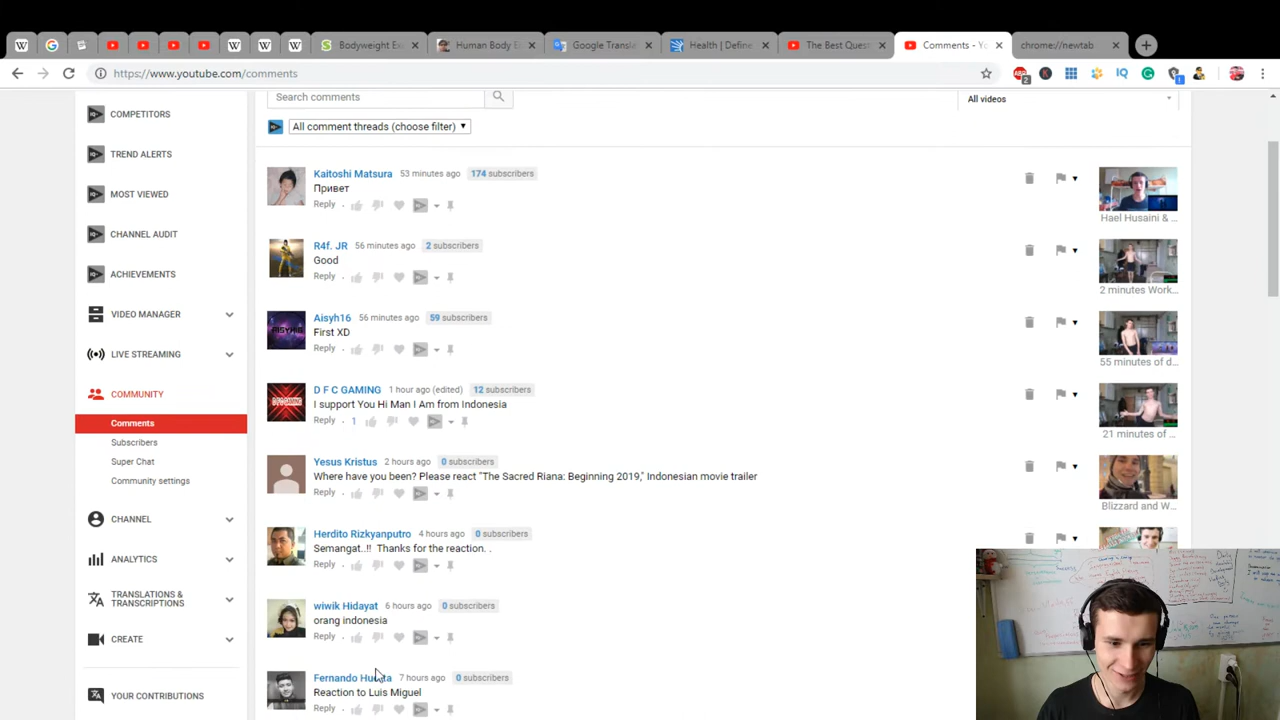 Bodyweight Ex
Human Body E
Google Transla
Health | Define
The Best Quest
Comments - Yo
chrome://newtab
https://www.youtube.com/comments
Search comments
All videos
All comment threads (choose filter)
COMPETITORS
TREND ALERTS
MOST VIEWED
CHANNEL AUDIT
ACHIEVEMENTS
VIDEO MANAGER
LIVE STREAMING
COMMUNITY
Comments
Subscribers
Super Chat
Community settings
CHANNEL
ANALYTICS
TRANSLATIONS &
TRANSCRIPTIONS
CREATE
YOUR CONTRIBUTIONS
Kaitoshi Matsura 53 minutes ago 174 subscribers
Привет
Reply
Hael Husaini & ...
R4f. JR 56 minutes ago 2 subscribers
Good
Reply
2 minutes Work...
Aisyh16 56 minutes ago 59 subscribers
First XD
Reply
55 minutes of d...
D F C GAMING 1 hour ago (edited) 12 subscribers
I support You Hi Man I Am from Indonesia
Reply 1
21 minutes of ...
Yesus Kristus 2 hours ago 0 subscribers
Where have you been? Please react "The Sacred Riana: Beginning 2019," Indonesian movie trailer
Reply
Blizzard and W...
Herdito Rizkyanputro 4 hours ago 0 subscribers
Semangat..!! Thanks for the reaction. .
Reply
wiwik Hidayat 6 hours ago 0 subscribers
orang indonesia
Reply
Fernando 7 hours ago 0 subscribers
Reaction to Luis Miguel
Reply